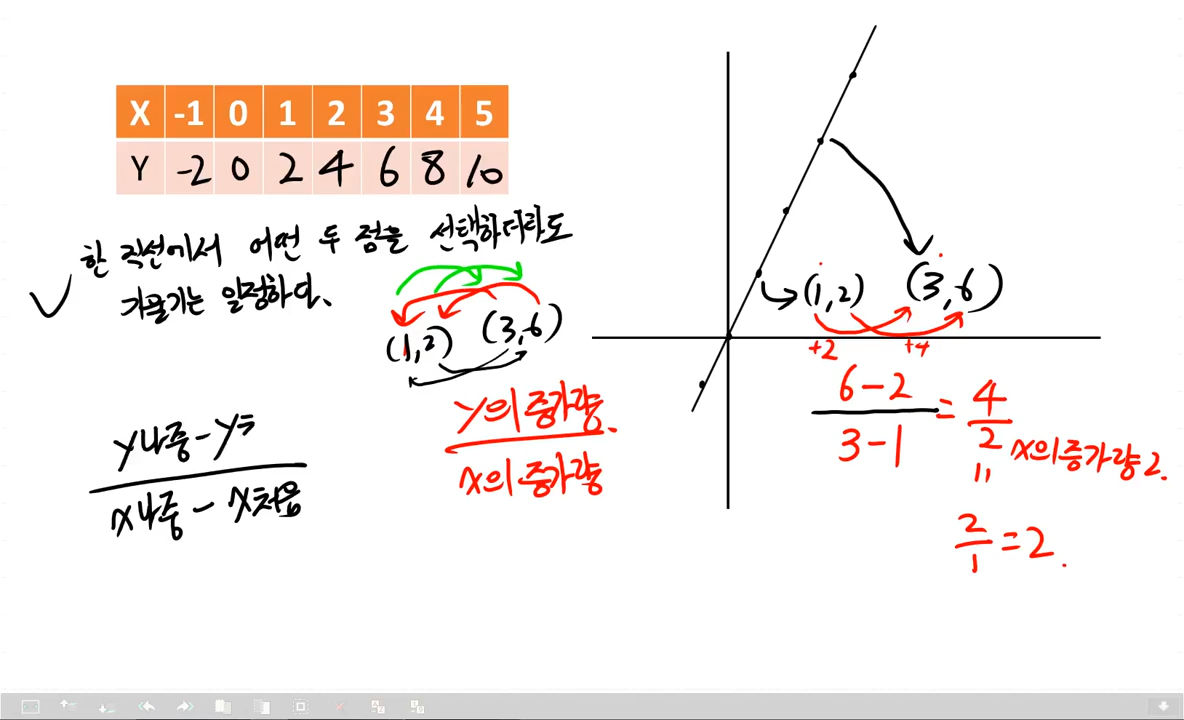 X -1 0 1 2 3 4 5
Y -2 0 2 4 6 8 10
한 직선에서 어떤 두 점을 선택하더라도
기울기는 일정하다.
(1,2) (3,6)
y나중-y
x나중-x처음
y의 증가량.
x의 증가량
(1,2) (3,6)
+2 +4
6-2
3-1
= 4
2
x의 증가량 2.
"
2
1
=2.